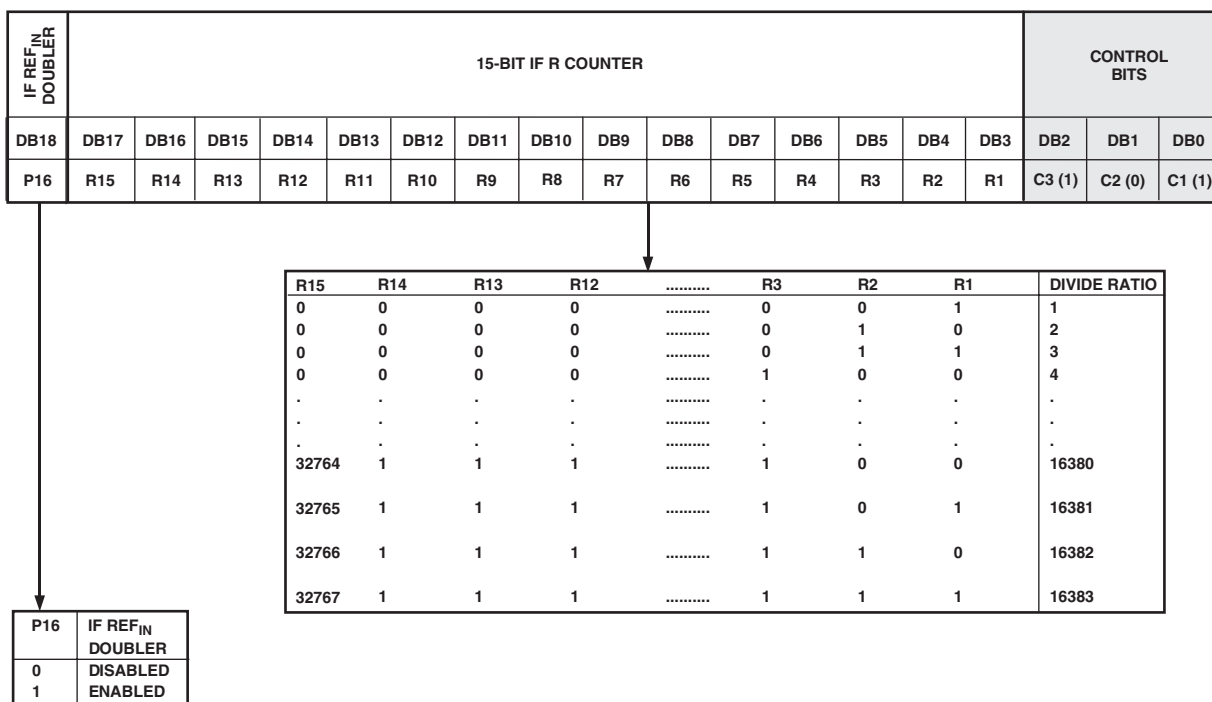 IF REFIN DOUBLER
15-BIT IF R COUNTER
CONTROL BITS
DB18 DB17 DB16 DB15 DB14 DB13 DB12 DB11 DB10 DB9 DB8 DB7 DB6 DB5 DB4 DB3 DB2 DB1 DB0
P16 R15 R14 R13 R12 R11 R10 R9 R8 R7 R6 R5 R4 R3 R2 R1 C3 (1) C2 (0) C1 (1)
R15 R14 R13 R12 .......... R3 R2 R1 DIVIDE RATIO
0 0 0 0 .......... 0 0 1 1
0 0 0 0 .......... 0 1 0 2
0 0 0 0 .......... 0 1 1 3
0 0 0 0 .......... 1 0 0 4
. . . . .......... . . . .
. . . . .......... . . . .
. . . . .......... . . . .
32764 1 1 1 .......... 1 0 0 16380
32765 1 1 1 .......... 1 0 1 16381
32766 1 1 1 .......... 1 1 0 16382
32767 1 1 1 .......... 1 1 1 16383
P16 IF REFIN
DOUBLER
0 DISABLED
1 ENABLED